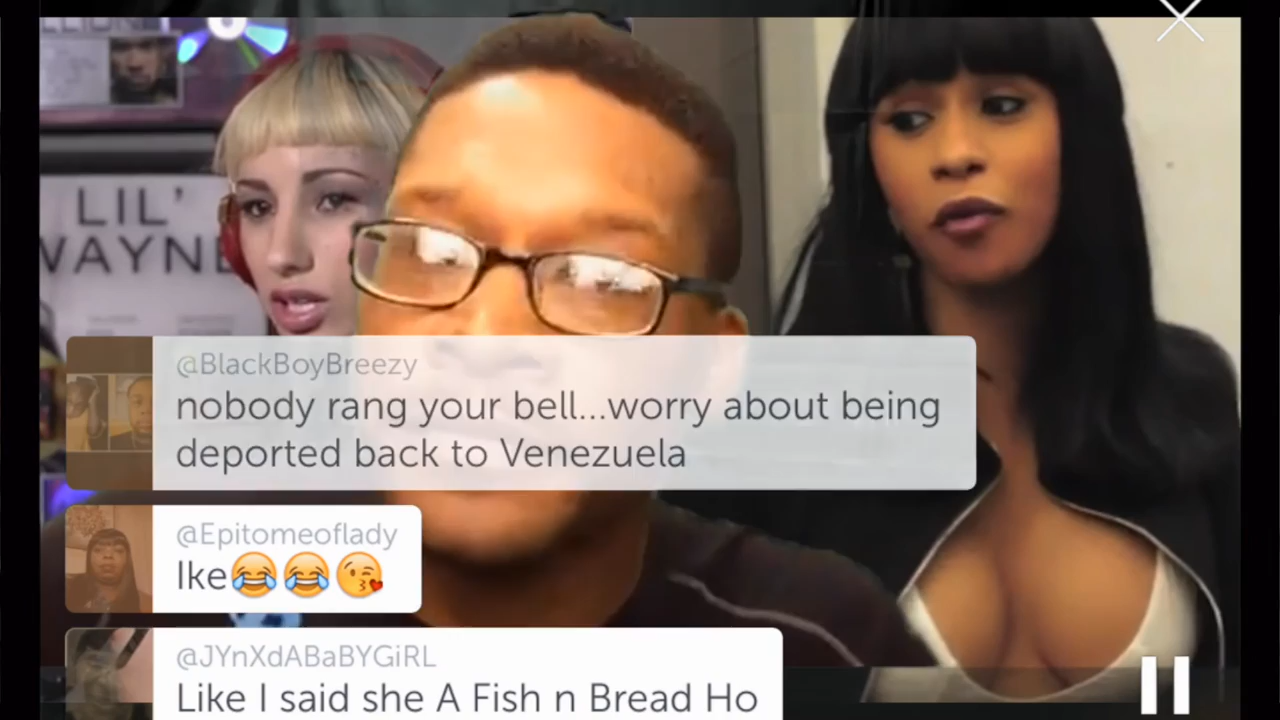 LIL'
WAYNE
@BlackBoyBreezy
nobody rang your bell...worry about being
deported back to Venezuela
@Epitomeoflady
Ike😂😂😘
@JYnXdABaBYGiRL
Like I said she A Fish n Bread Ho